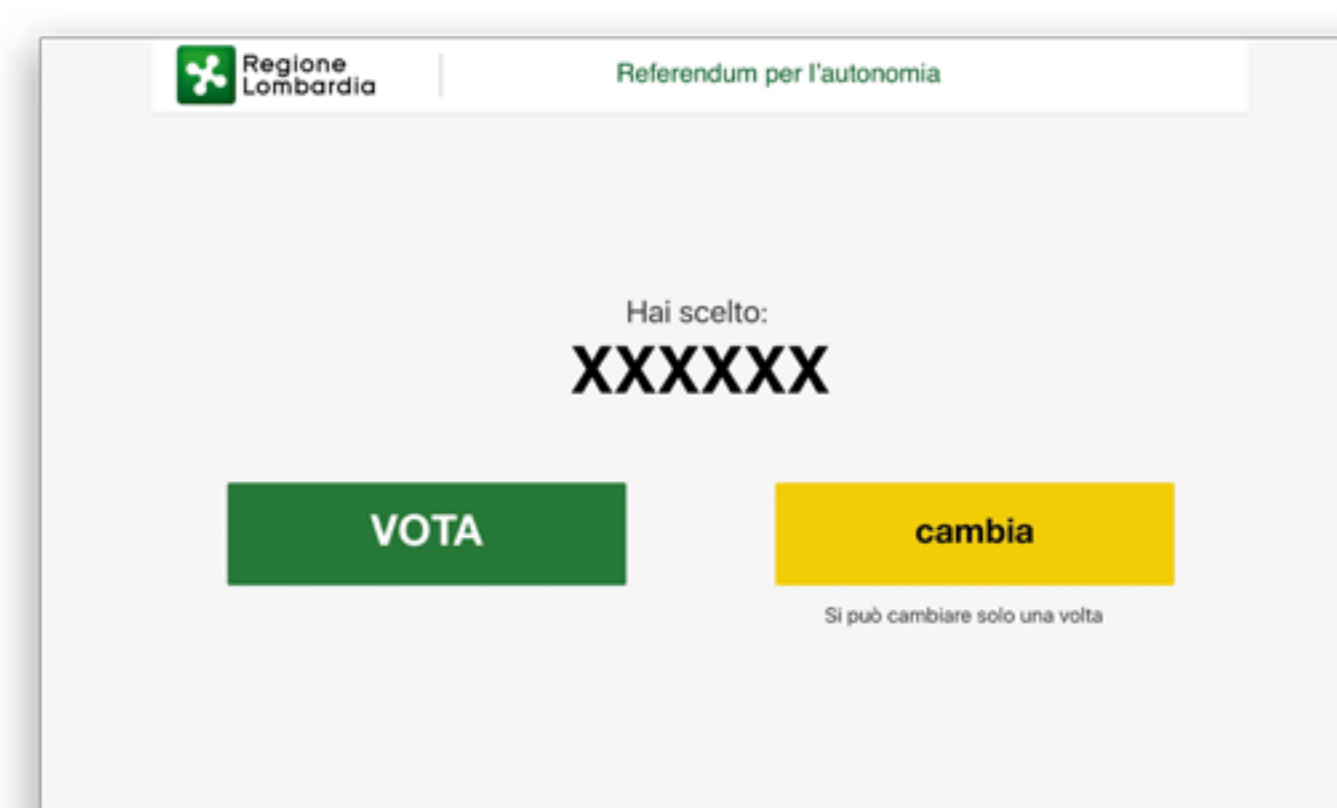 Regione
Lombardia
Referendum per l'autonomia
Hai scelto:
XXXXXX
VOTA
cambia
Si può cambiare solo una volta